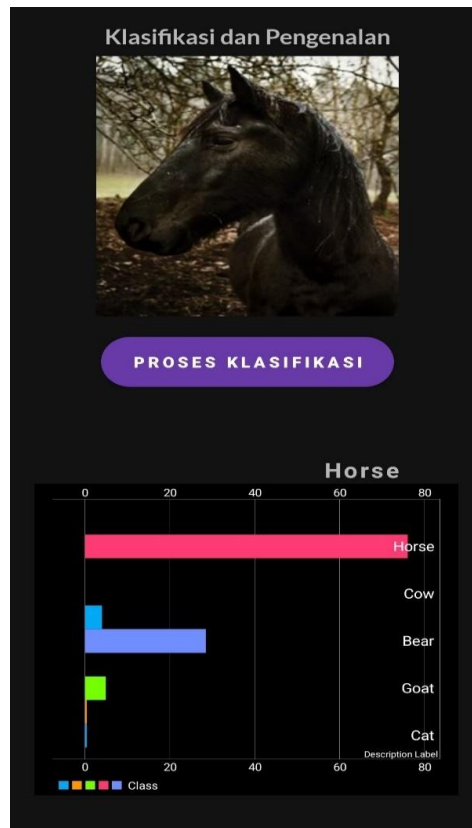 Klasifikasi dan Pengenalan
PROSES KLASIFIKASI
Horse
0 20 40 60 80
Horse
Cow
Bear
Goat
Cat
Description Label
0 20 40 60 80
Class